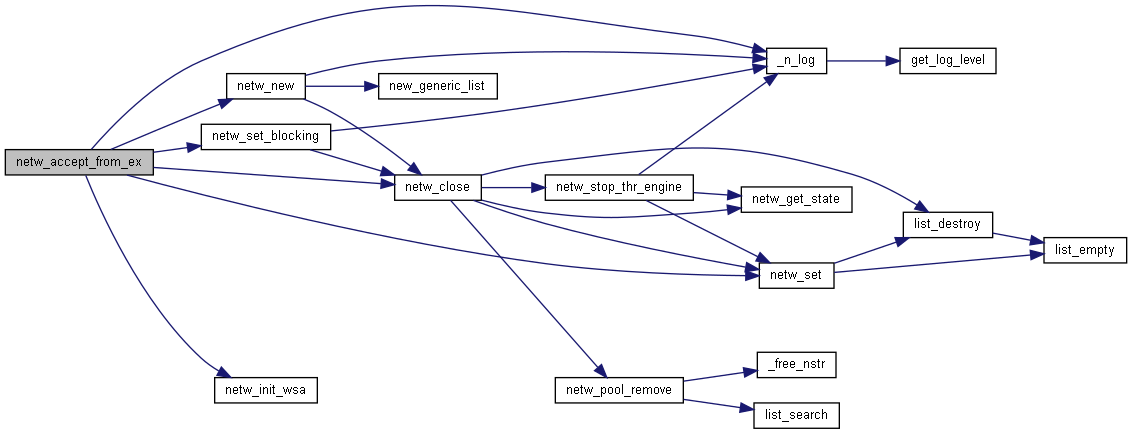 netw_accept_from_ex
netw_new
netw_set_blocking
netw_init_wsa
new_generic_list
netw_close
netw_stop_thr_engine
netw_pool_remove
_n_log
netw_get_state
netw_set
_free_nstr
list_search
get_log_level
list_destroy
list_empty